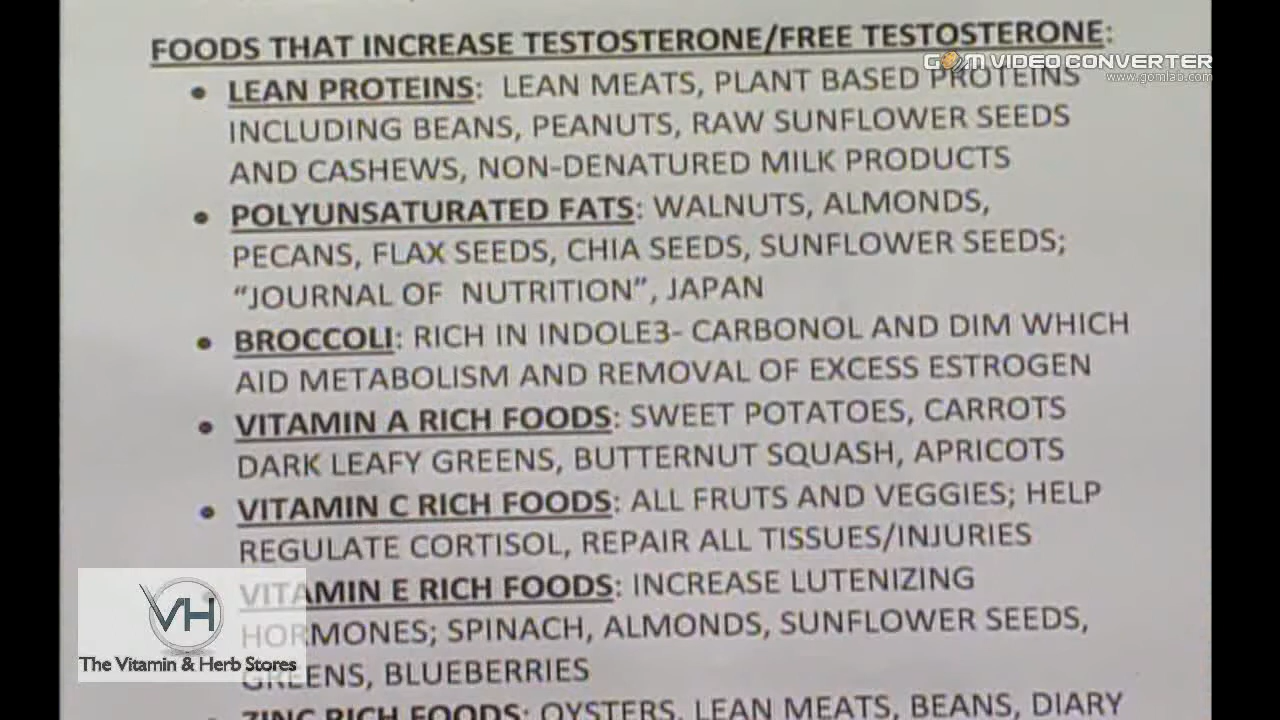 FOODS THAT INCREASE TESTOSTERONE/FREE TESTOSTERONE:
GOM VIDEO CONVERTER
www.gomlab.com
• LEAN PROTEINS: LEAN MEATS, PLANT BASED PROTEINS
INCLUDING BEANS, PEANUTS, RAW SUNFLOWER SEEDS
AND CASHEWS, NON-DENATURED MILK PRODUCTS
• POLYUNSATURATED FATS: WALNUTS, ALMONDS,
PECANS, FLAX SEEDS, CHIA SEEDS, SUNFLOWER SEEDS;
“JOURNAL OF NUTRITION”, JAPAN
• BROCCOLI: RICH IN INDOLE3- CARBONOL AND DIM WHICH
AID METABOLISM AND REMOVAL OF EXCESS ESTROGEN
• VITAMIN A RICH FOODS: SWEET POTATOES, CARROTS
DARK LEAFY GREENS, BUTTERNUT SQUASH, APRICOTS
• VITAMIN C RICH FOODS: ALL FRUITS AND VEGGIES; HELP
REGULATE CORTISOL, REPAIR ALL TISSUES/INJURIES
• VITAMIN E RICH FOODS: INCREASE LUTENIZING
HORMONES; SPINACH, ALMONDS, SUNFLOWER SEEDS,
GREENS, BLUEBERRIES
• ZINC RICH FOODS: OYSTERS, LEAN MEATS, BEANS, DIARY
VH
The Vitamin & Herb Stores